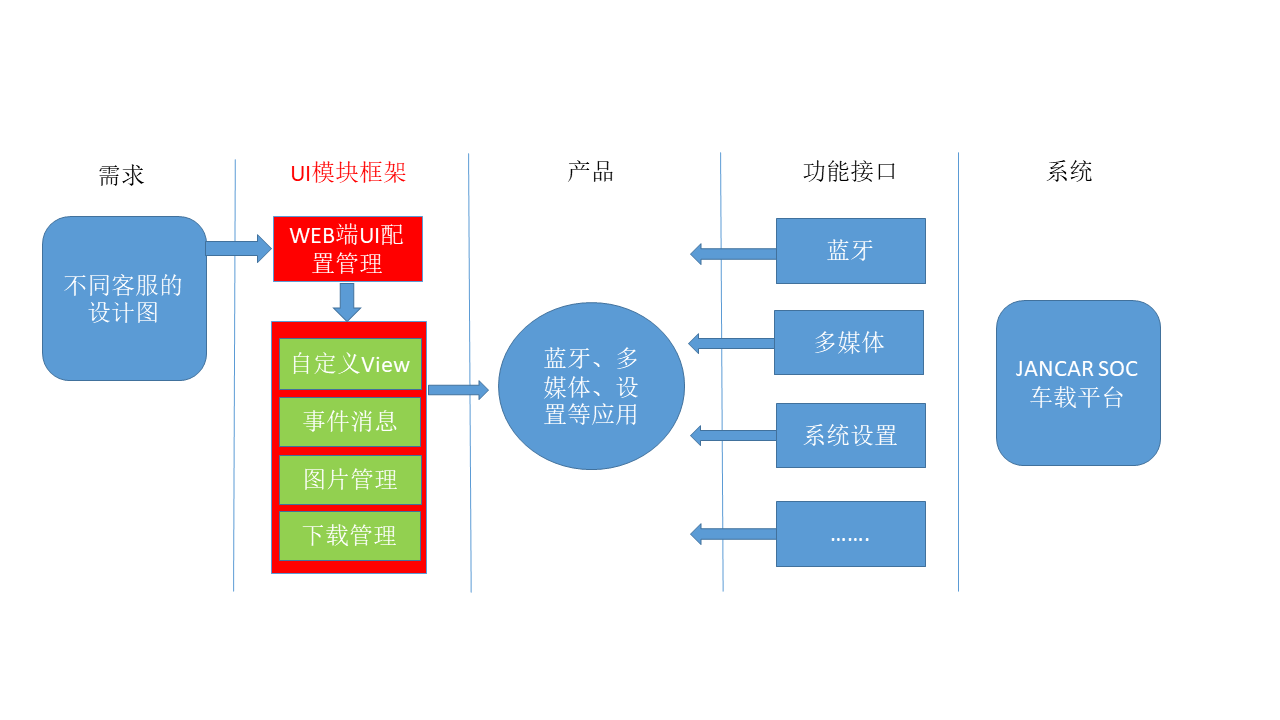 需求
UI模块框架
产品
功能接口
系统
不同客服的
设计图
WEB端UI配
置管理
自定义View
事件消息
图片管理
下载管理
蓝牙、多
媒体、设
置等应用
蓝牙
多媒体
系统设置
…….
JANCAR SOC
车载平台